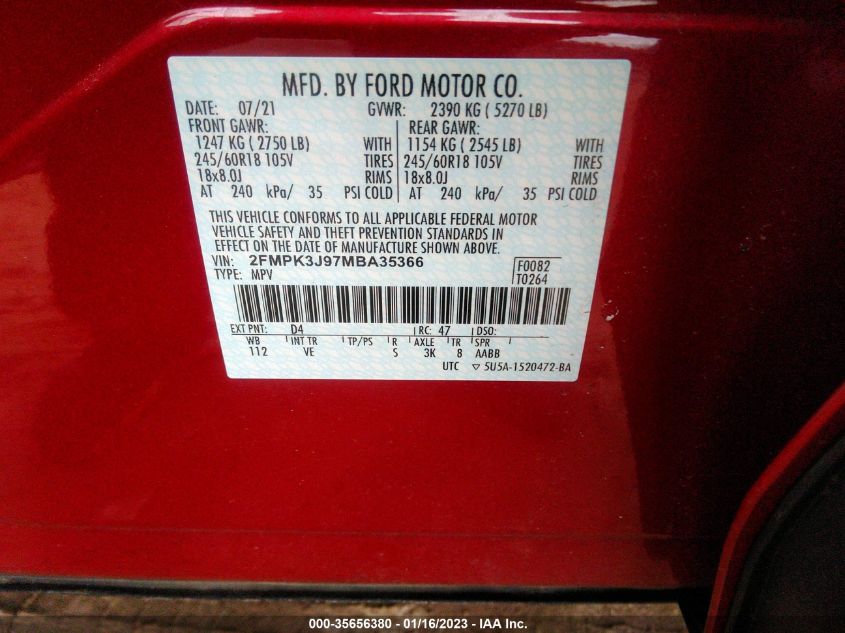 MFD. BY FORD MOTOR CO.
DATE: 07/21 GVWR: 2390 KG ( 5270 LB)
FRONT GAWR: REAR GAWR:
1247 KG ( 2750 LB) WITH 1154 KG ( 2545 LB) WITH
245/60R18 105V TIRES 245/60R18 105V TIRES
18x8.0J RIMS 18x8.0J RIMS
AT 240 kPa/ 35 PSI COLD AT 240 kPa/ 35 PSI COLD
THIS VEHICLE CONFORMS TO ALL APPLICABLE FEDERAL MOTOR
VEHICLE SAFETY AND THEFT PREVENTION STANDARDS IN
EFFECT ON THE DATE OF MANUFACTURE SHOWN ABOVE.
VIN: 2FMPK3J97MBA35366 F0082
TYPE: MPV T0264
EXT PNT: D4 RC: 47 DSO:
WB INT TR TP/PS R AXLE TR SPR
112 VE S 3K 8 AABB
UTC ▽ 5U5A-1520472-BA
000-35656380 - 01/16/2023 - IAA Inc.